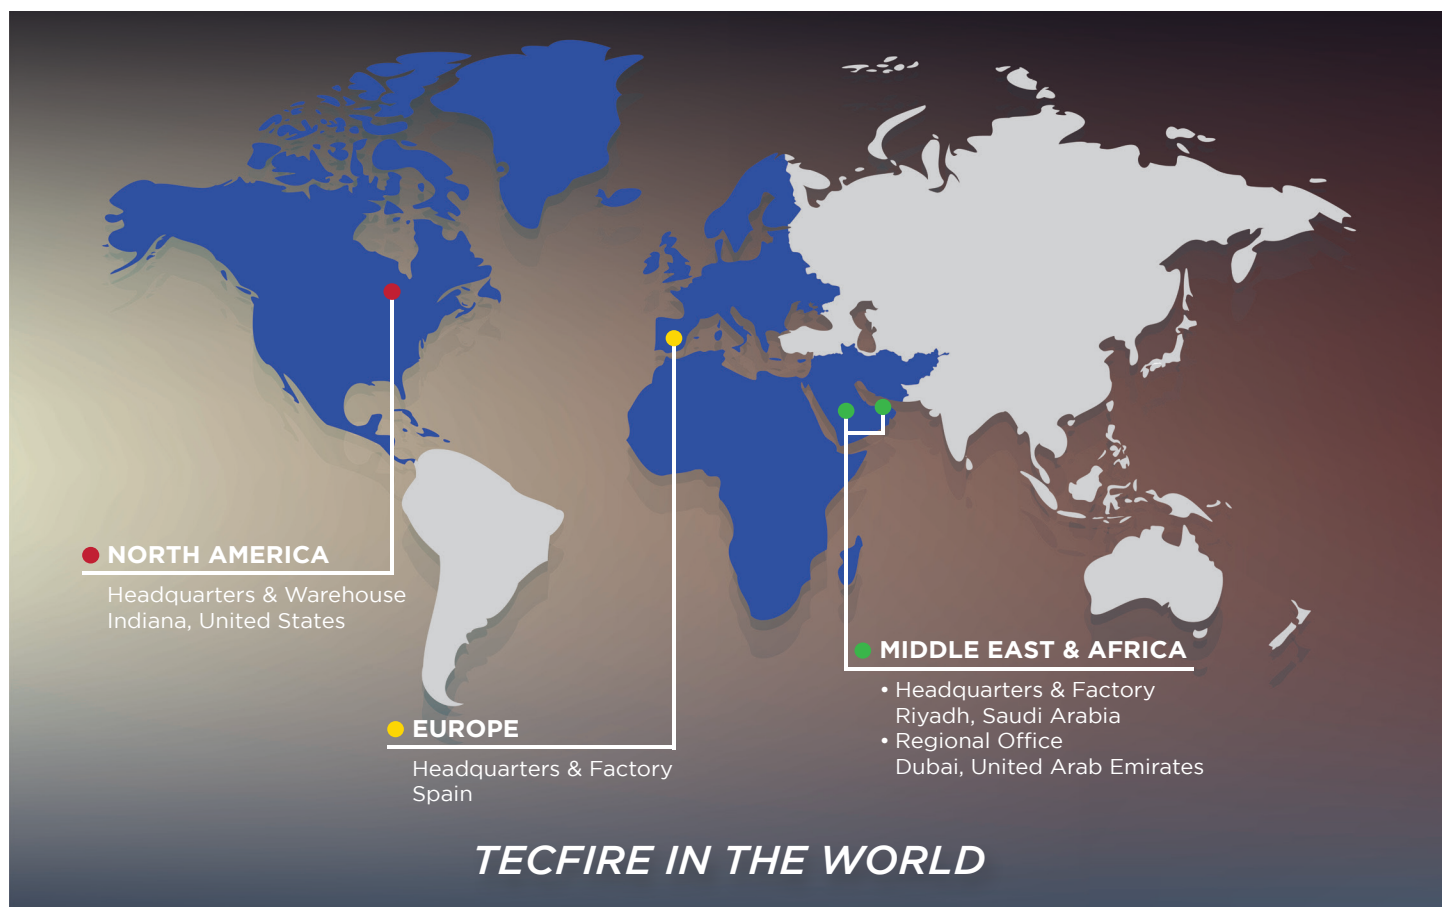 NORTH AMERICA
Headquarters & Warehouse
Indiana, United States
EUROPE
Headquarters & Factory
Spain
MIDDLE EAST & AFRICA
• Headquarters & Factory
Riyadh, Saudi Arabia
• Regional Office
Dubai, United Arab Emirates
TECFIRE IN THE WORLD